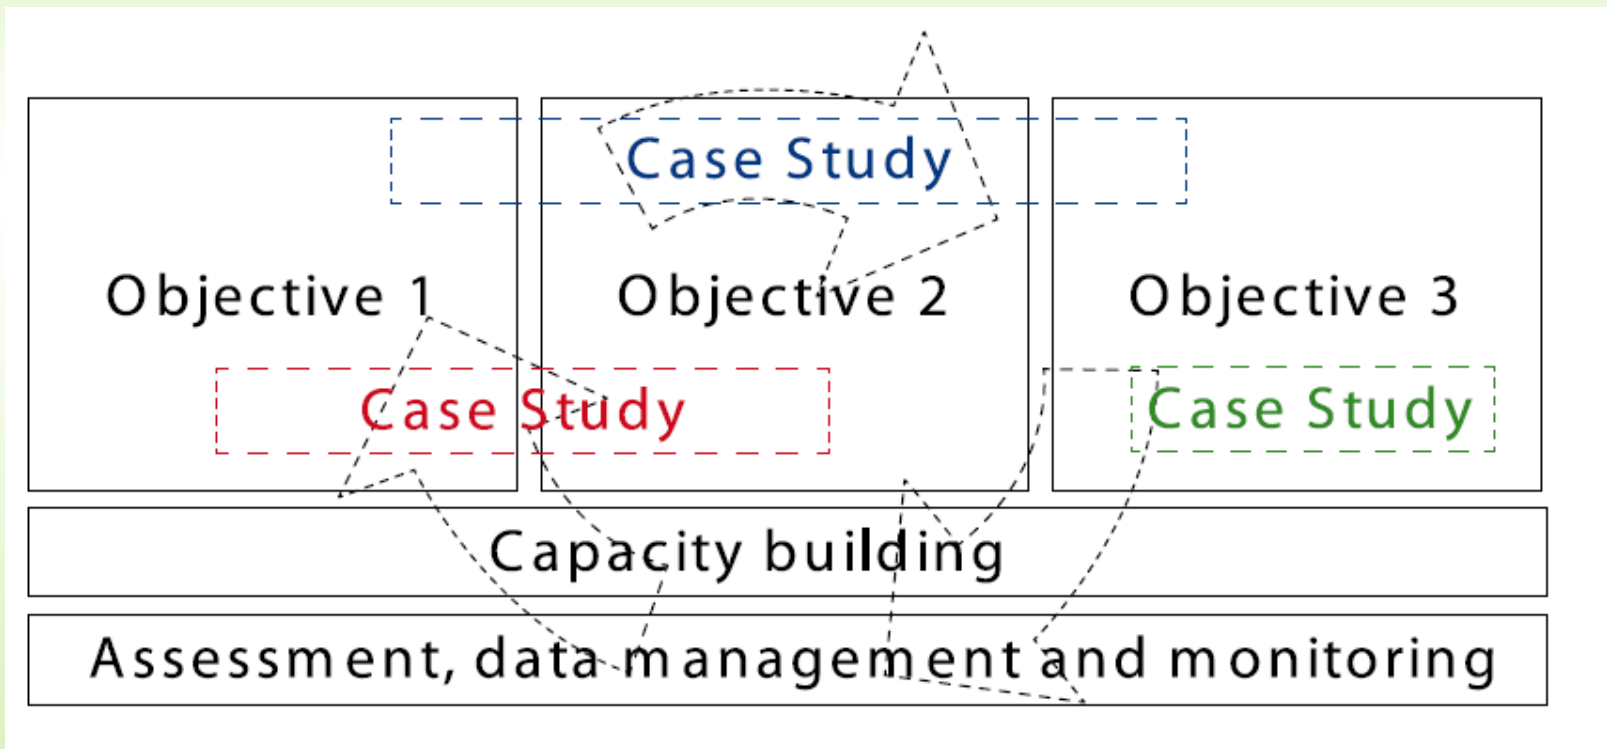 Case Study
Objective 1
Objective 2
Objective 3
Case Study
Case Study
Capacity building
Assessment, data management and monitoring